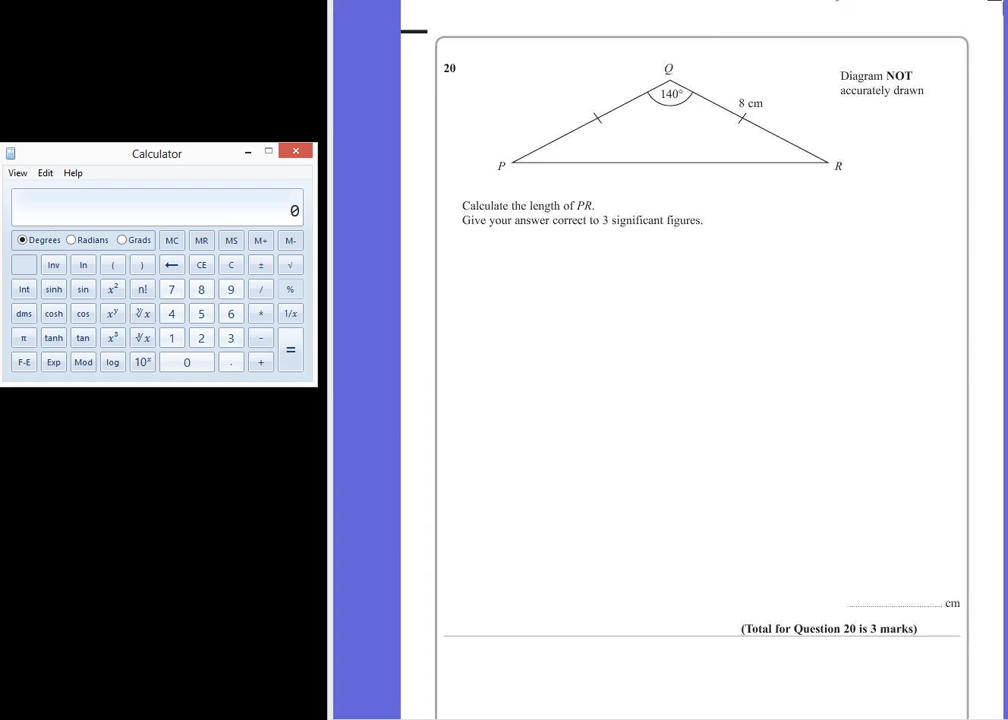 Calculator
View Edit Help
0
Degrees Radians Grads MC MR MS M+ M-
Inv ln ( ) ← CE C ± √
Int sinh sin x² n! 7 8 9 / %
dms cosh cos xʸ ʸ√x 4 5 6 * 1/x
π tanh tan x³ ³√x 1 2 3 - =
F-E Exp Mod log 10ˣ 0 . +
20
Q
Diagram NOT
accurately drawn
140°
8 cm
P
R
Calculate the length of PR.
Give your answer correct to 3 significant figures.
cm
(Total for Question 20 is 3 marks)